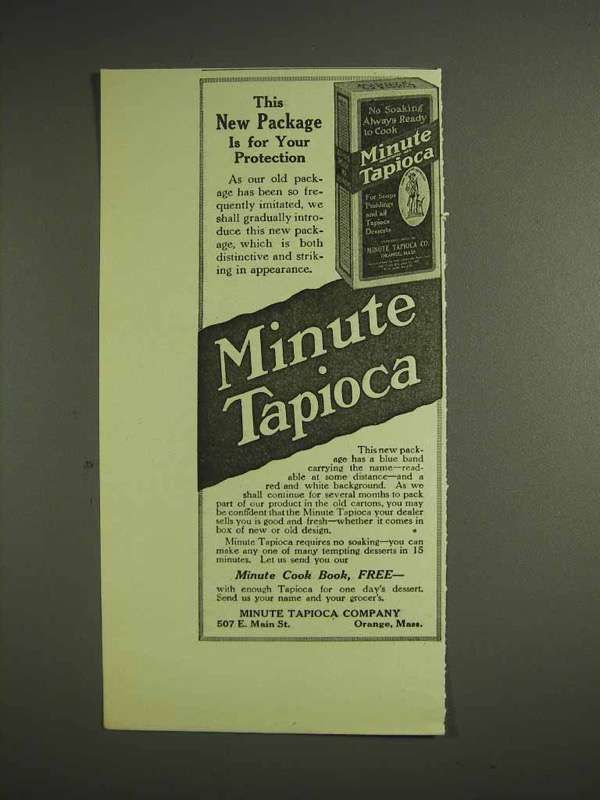 This
New Package
Is for Your
Protection
As our old pack-
age has been so fre-
quently imitated, we
shall gradually intro-
duce this new pack-
age, which is both
distinctive and strik-
ing in appearance.
No Soaking
Always Ready
to Cook
Minute
Tapioca
For Soups
Puddings
and all
Tapioca
Desserts
MINUTE TAPIOCA CO.
ORANGE, MASS.
Minute
Tapioca
This new pack-
age has a blue band
carrying the name—read-
able at some distance—and a
red and white background. As we
shall continue for several months to pack
part of our product in the old cartons, you may
be confident that the Minute Tapioca your dealer
sells you is good and fresh—whether it comes in
box of new or old design.
Minute Tapioca requires no soaking—you can
make any one of many tempting desserts in 15
minutes. Let us send you our
Minute Cook Book, FREE—
with enough Tapioca for one day's dessert.
Send us your name and your grocer's.
MINUTE TAPIOCA COMPANY
507 E. Main St. Orange, Mass.